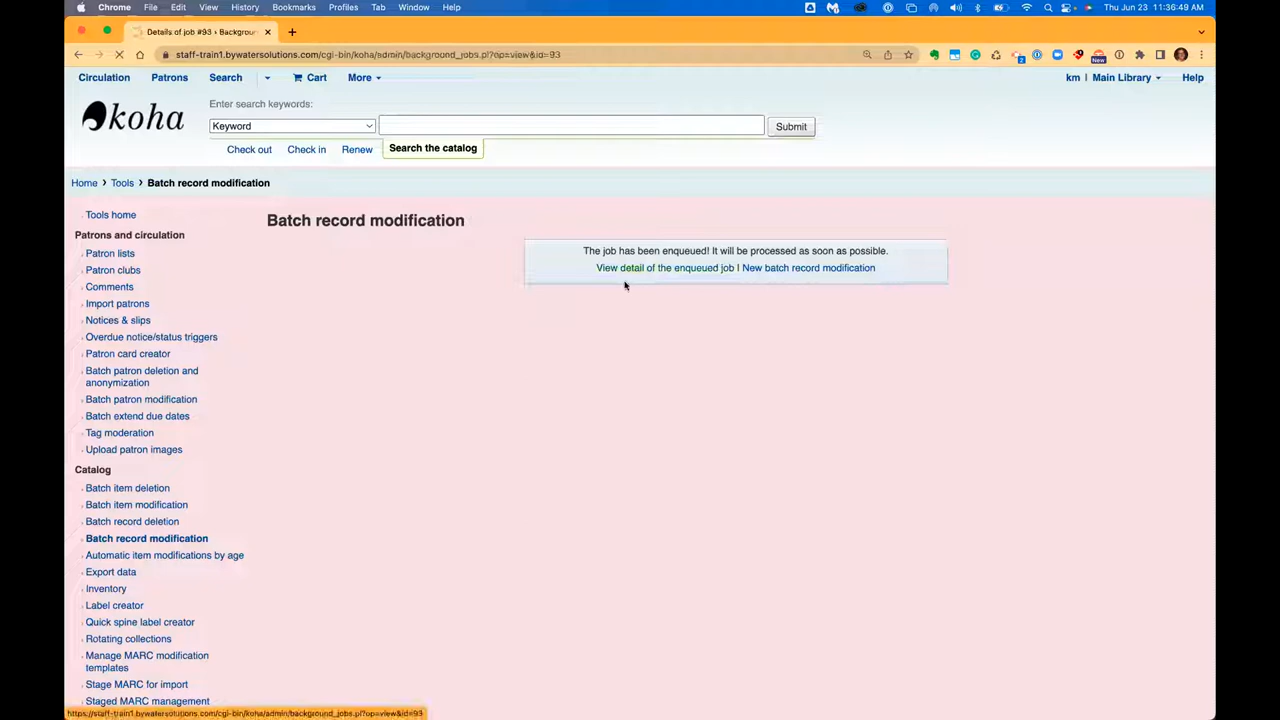 Chrome File Edit View History Bookmarks Profiles Tab Window Help Thu Jun 23 11:36:49 AM
Details of job #93 › Backgroun
staff-train1.bywatersolutions.com/cgi-bin/koha/admin/background_jobs.pl?op=view&id=93
New
Circulation Patrons Search Cart More km | Main Library Help
koha
Enter search keywords:
Keyword Submit
Check out Check in Renew Search the catalog
Home › Tools › Batch record modification
Tools home
Patrons and circulation
Patron lists
Patron clubs
Comments
Import patrons
Notices & slips
Overdue notice/status triggers
Patron card creator
Batch patron deletion and
anonymization
Batch patron modification
Batch extend due dates
Tag moderation
Upload patron images
Catalog
Batch item deletion
Batch item modification
Batch record deletion
Batch record modification
Automatic item modifications by age
Export data
Inventory
Label creator
Quick spine label creator
Rotating collections
Manage MARC modification
templates
Stage MARC for import
Staged MARC management
Batch record modification
The job has been enqueued! It will be processed as soon as possible.
View detail of the enqueued job | New batch record modification
https://staff-train1.bywatersolutions.com/cgi-bin/koha/admin/background_jobs.pl?op=view&id=93